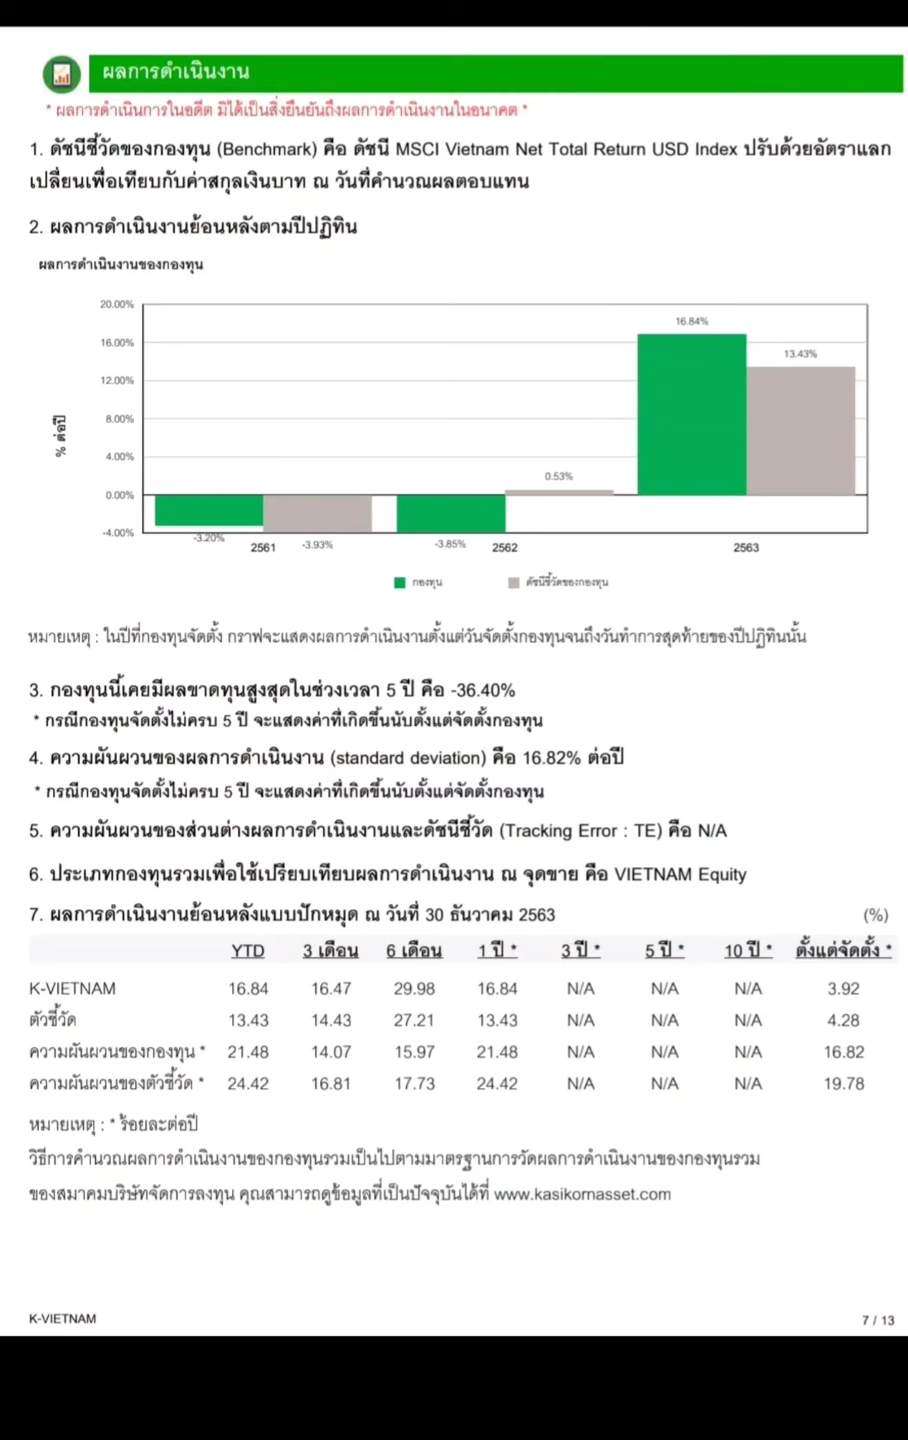 ผลการดำเนินงาน
* ผลการดำเนินการในอดีต มิได้เป็นสิ่งยืนยันถึงผลการดำเนินงานในอนาคต *
1. ดัชนีชี้วัดของกองทุน (Benchmark) คือ ดัชนี MSCI Vietnam Net Total Return USD Index ปรับด้วยอัตราแลก
เปลี่ยนเพื่อเทียบกับค่าสกุลเงินบาท ณ วันที่คำนวณผลตอบแทน
2. ผลการดำเนินงานย้อนหลังตามปีปฏิทิน
ผลการดำเนินงานของกองทุน
20.00%
16.84%
16.00%
13.43%
12.00%
% ต่อปี
8.00%
4.00%
0.53%
0.00%
-4.00%
-3.20%
2561
-3.93%
-3.85%
2562
2563
กองทุน ดัชนีชี้วัดของกองทุน
หมายเหตุ : ในปีที่กองทุนจัดตั้ง กราฟจะแสดงผลการดำเนินงานตั้งแต่วันจัดตั้งกองทุนจนถึงวันทำการสุดท้ายของปีปฏิทินนั้น
3. กองทุนนี้เคยมีผลขาดทุนสูงสุดในช่วงเวลา 5 ปี คือ -36.40%
* กรณีกองทุนจัดตั้งไม่ครบ 5 ปี จะแสดงค่าที่เกิดขึ้นนับตั้งแต่จัดตั้งกองทุน
4. ความผันผวนของผลการดำเนินงาน (standard deviation) คือ 16.82% ต่อปี
* กรณีกองทุนจัดตั้งไม่ครบ 5 ปี จะแสดงค่าที่เกิดขึ้นนับตั้งแต่จัดตั้งกองทุน
5. ความผันผวนของส่วนต่างผลการดำเนินงานและดัชนีชี้วัด (Tracking Error : TE) คือ N/A
6. ประเภทกองทุนรวมเพื่อใช้เปรียบเทียบผลการดำเนินงาน ณ จุดขาย คือ VIETNAM Equity
7. ผลการดำเนินงานย้อนหลังแบบปักหมุด ณ วันที่ 30 ธันวาคม 2563 (%)
YTD 3 เดือน 6 เดือน 1 ปี * 3 ปี * 5 ปี * 10 ปี * ตั้งแต่จัดตั้ง *
K-VIETNAM 16.84 16.47 29.98 16.84 N/A N/A N/A 3.92
ตัวชี้วัด 13.43 14.43 27.21 13.43 N/A N/A N/A 4.28
ความผันผวนของกองทุน * 21.48 14.07 15.97 21.48 N/A N/A N/A 16.82
ความผันผวนของตัวชี้วัด * 24.42 16.81 17.73 24.42 N/A N/A N/A 19.78
หมายเหตุ : * ร้อยละต่อปี
วิธีการคำนวณผลการดำเนินงานของกองทุนรวมเป็นไปตามมาตรฐานการวัดผลการดำเนินงานของกองทุนรวม
ของสมาคมบริษัทจัดการลงทุน คุณสามารถดูข้อมูลที่เป็นปัจจุบันได้ที่ www.kasikornasset.com
K-VIETNAM 7 / 13